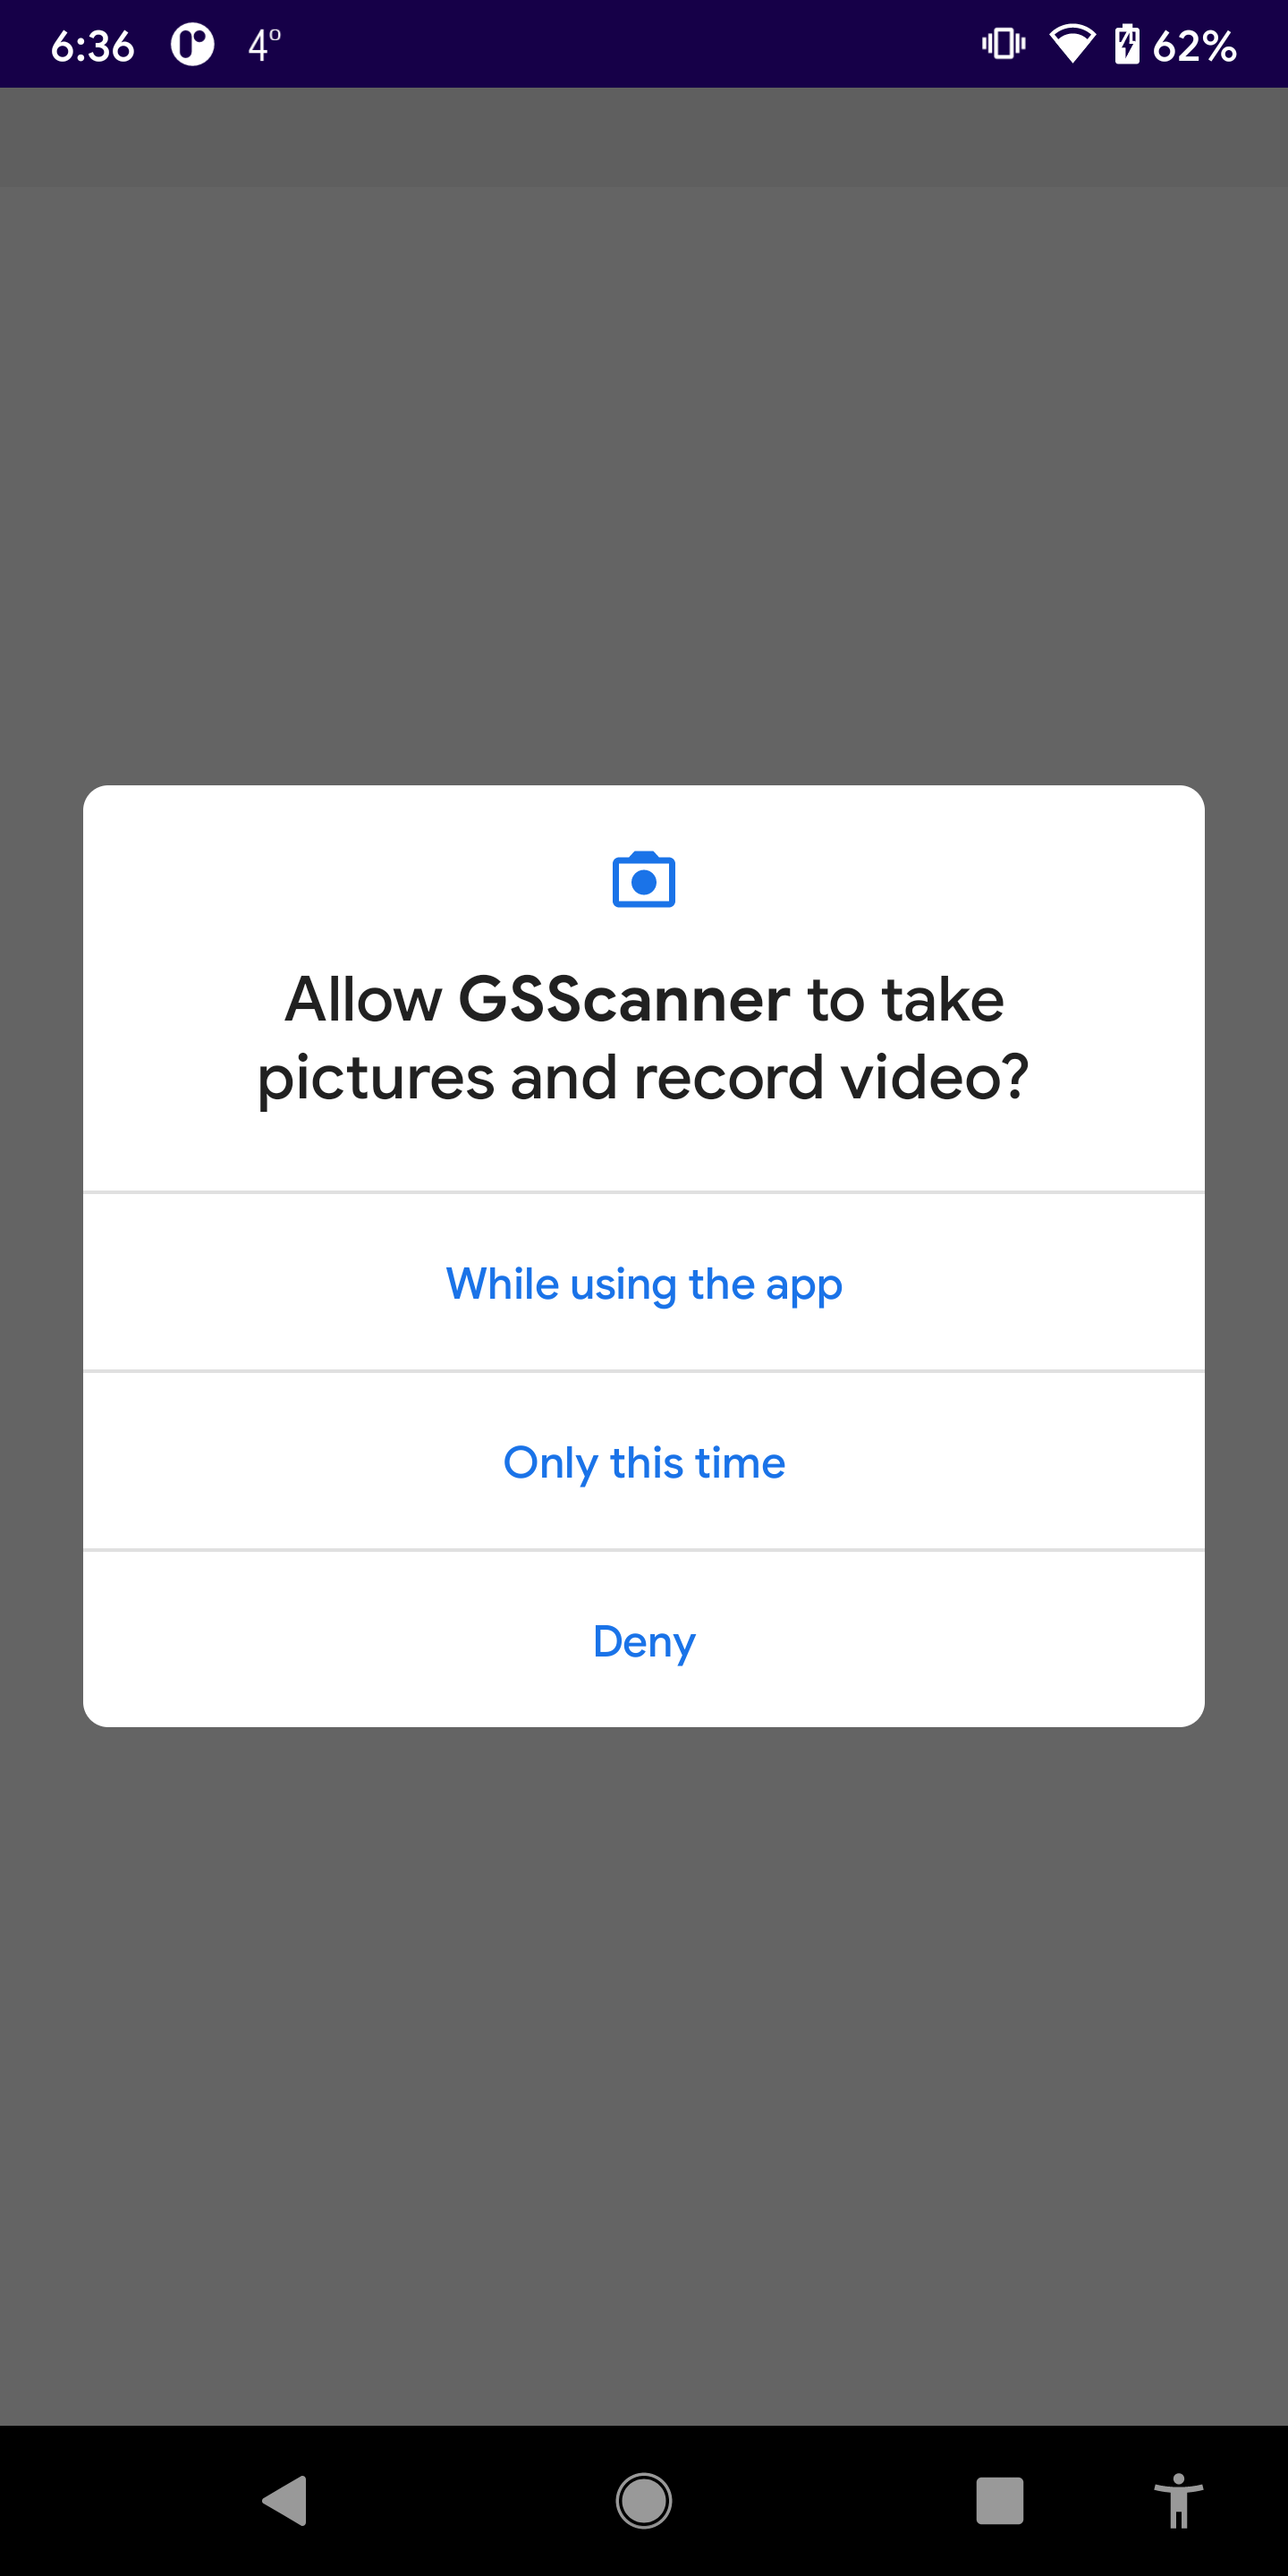 6:36 4° 62%
Allow GSScanner to take
pictures and record video?
While using the app
Only this time
Deny